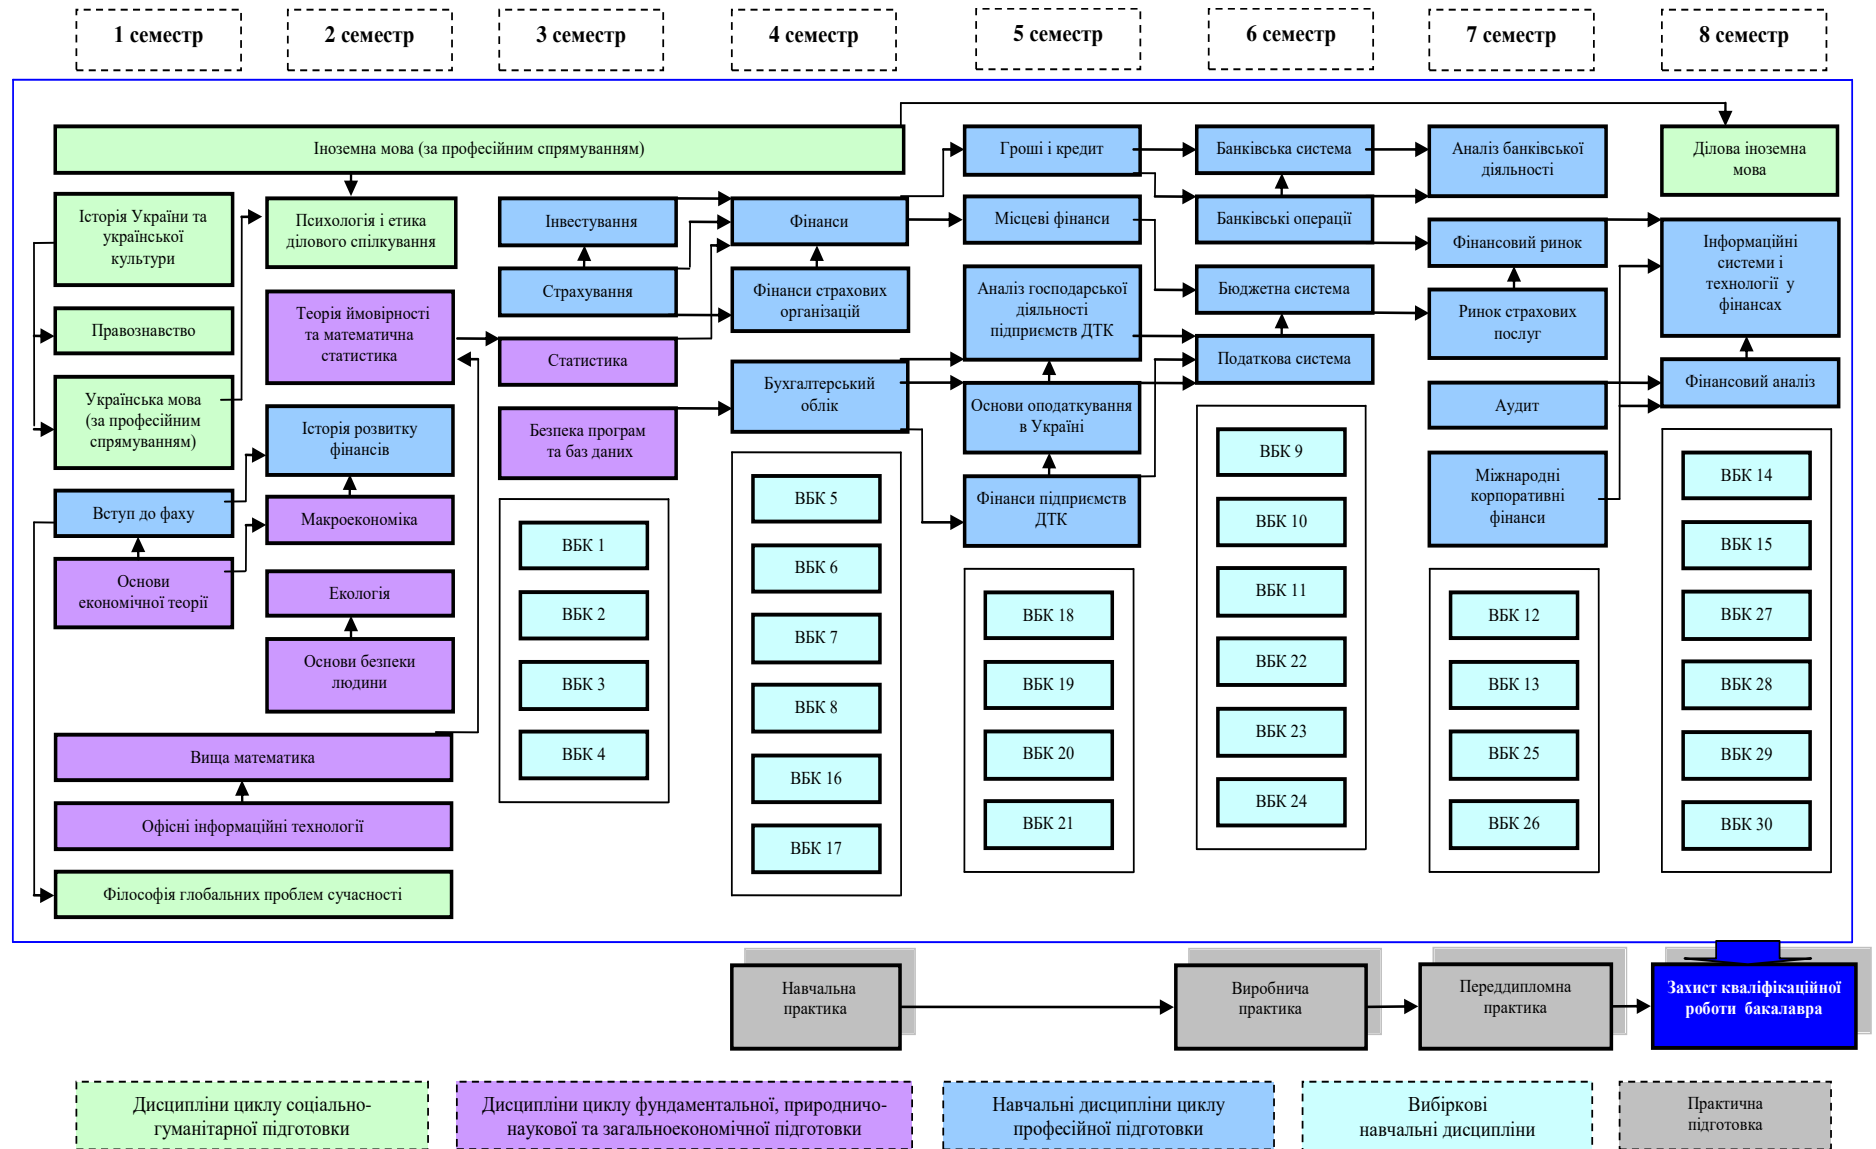 1 семестр
2 семестр
3 семестр
4 семестр
5 семестр
6 семестр
7 семестр
8 семестр
Іноземна мова (за професійним спрямуванням)
Історія України та
української
культури
Правознавство
Українська мова
(за професійним
спрямуванням)
Вступ до фаху
Основи
економічної теорії
Психологія і етика
ділового спілкування
Теорія ймовірності
та математична
статистика
Історія розвитку
фінансів
Макроекономіка
Екологія
Основи безпеки
людини
Вища математика
Офісні інформаційні технології
Філософія глобальних проблем сучасності
Інвестування
Страхування
Статистика
Безпека програм
та баз даних
ВБК 1
ВБК 2
ВБК 3
ВБК 4
Фінанси
Фінанси страхових
організацій
Бухгалтерський
облік
ВБК 5
ВБК 6
ВБК 7
ВБК 8
ВБК 16
ВБК 17
Гроші і кредит
Місцеві фінанси
Аналіз господарської
діяльності
підприємств ДТК
Основи оподаткування
в Україні
Фінанси підприємств
ДТК
ВБК 18
ВБК 19
ВБК 20
ВБК 21
Банківська система
Банківські операції
Бюджетна система
Податкова система
ВБК 9
ВБК 10
ВБК 11
ВБК 22
ВБК 23
ВБК 24
Аналіз банківської
діяльності
Фінансовий ринок
Ринок страхових
послуг
Аудит
Міжнародні
корпоративні
фінанси
ВБК 12
ВБК 13
ВБК 25
ВБК 26
Ділова іноземна
мова
Інформаційні
системи і
технології у
фінансах
Фінансовий аналіз
ВБК 14
ВБК 15
ВБК 27
ВБК 28
ВБК 29
ВБК 30
Навчальна
практика
Виробнича
практика
Переддипломна
практика
Захист кваліфікаційної
роботи бакалавра
Дисципліни циклу соціально-
гуманітарної підготовки
Дисципліни циклу фундаментальної, природничо-
наукової та загальноекономічної підготовки
Навчальні дисципліни циклу
професійної підготовки
Вибіркові
навчальні дисципліни
Практична
підготовка